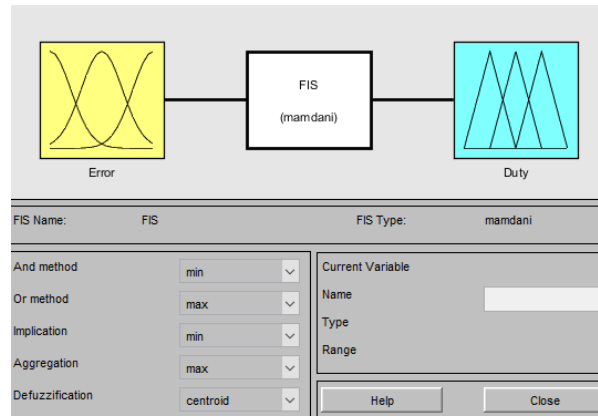 FIS
(mamdani)
Error
Duty
FIS Name: FIS FIS Type: mamdani
And method min
Or method max
Implication min
Aggregation max
Defuzzification centroid
Current Variable
Name
Type
Range
Help Close